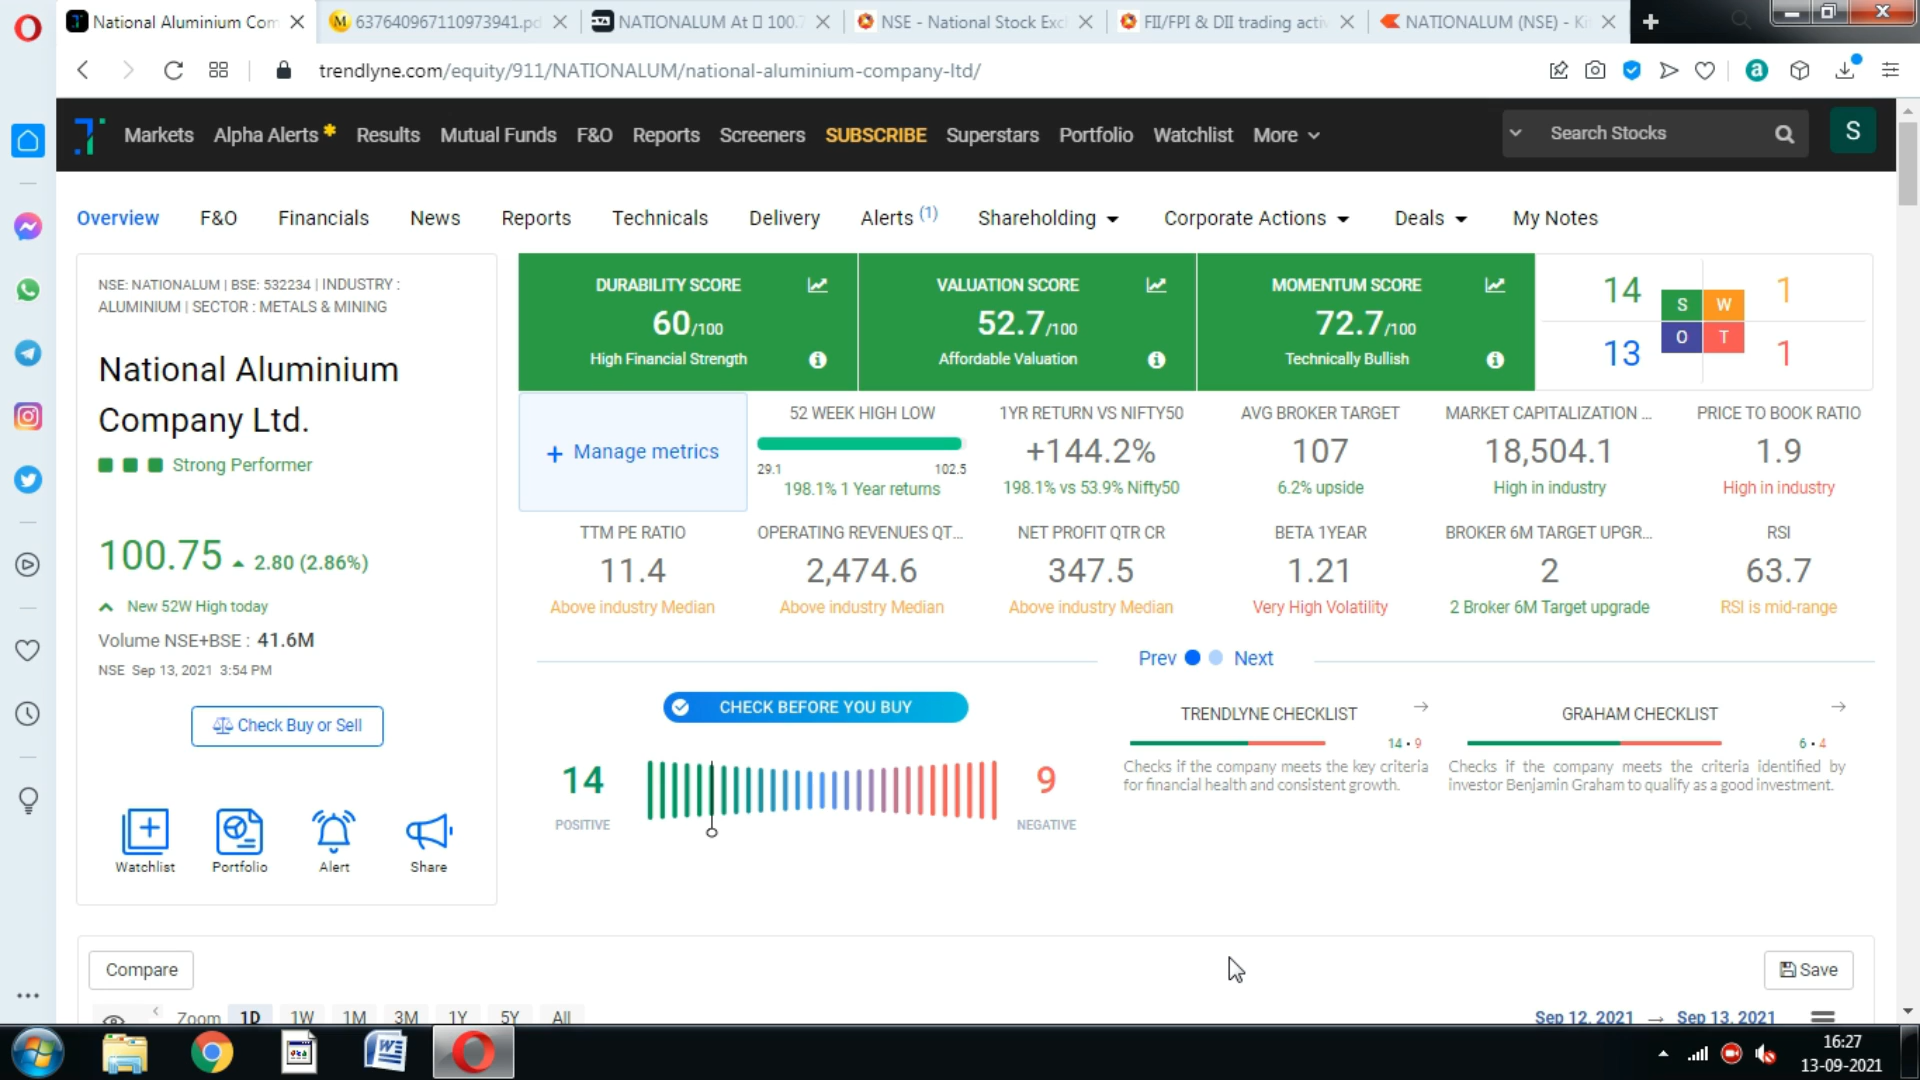 National Aluminium Com
637640967110973941.pd
NATIONALUM At
100.7
NSE - National Stock Excl
FII/FPI & DII trading activ
NATIONALUM (NSE) - Ki
trendlyne.com/equity/911/NATIONALUM/national-aluminium-company-ltd/
Markets Alpha Alerts Results Mutual Funds F&O Reports Screeners SUBSCRIBE Superstars Portfolio Watchlist More
Search Stocks
S
Overview F&O Financials News Reports Technicals Delivery Alerts (1) Shareholding Corporate Actions Deals My Notes
NSE: NATIONALUM | BSE: 532234 | INDUSTRY :
ALUMINIUM | SECTOR : METALS & MINING
National Aluminium
Company Ltd.
Strong Performer
100.75 2.80 (2.86%)
New 52W High today
Volume NSE+BSE : 41.6M
NSE Sep 13, 2021 3:54 PM
Check Buy or Sell
Watchlist Portfolio Alert Share
DURABILITY SCORE
60/100
High Financial Strength
VALUATION SCORE
52.7/100
Affordable Valuation
MOMENTUM SCORE
72.7/100
Technically Bullish
14 S W 1
13 O T 1
+ Manage metrics
52 WEEK HIGH LOW
29.1 102.5
198.1% 1 Year returns
1YR RETURN VS NIFTY50
+144.2%
198.1% vs 53.9% Nifty50
AVG BROKER TARGET
107
6.2% upside
MARKET CAPITALIZATION ...
18,504.1
High in industry
PRICE TO BOOK RATIO
1.9
High in industry
TTM PE RATIO
11.4
Above industry Median
OPERATING REVENUES QT...
2,474.6
Above industry Median
NET PROFIT QTR CR
347.5
Above industry Median
BETA 1YEAR
1.21
Very High Volatility
BROKER 6M TARGET UPGR...
2
2 Broker 6M Target upgrade
RSI
63.7
RSI is mid-range
Prev Next
CHECK BEFORE YOU BUY
14
POSITIVE
9
NEGATIVE
TRENDLYNE CHECKLIST
14 • 9
Checks if the company meets the key criteria
for financial health and consistent growth.
GRAHAM CHECKLIST
6 • 4
Checks if the company meets the criteria identified by
investor Benjamin Graham to qualify as a good investment.
Compare
Save
Zoom 1D 1W 1M 3M 1Y 5Y All
Sep 12, 2021 → Sep 13, 2021
16:27
13-09-2021